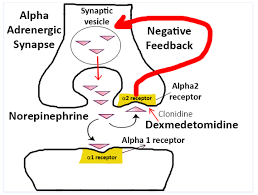 Alpha
Adrenergic
Synapse
Synaptic
vesicle
Negative
Feedback
Alpha2
receptor
α2 receptor
Norepinephrine
Clonidine
Dexmedetomidine
Alpha 1 receptor
α1 receptor